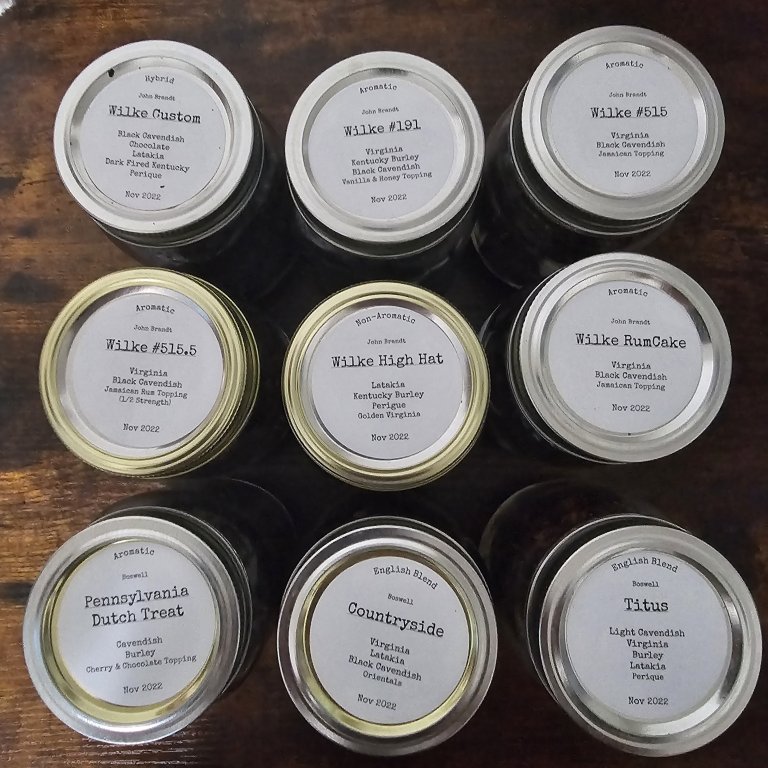 Hybrid
John Brandt
Wilke Custom
Black Cavendish
Chocolate
Latakia
Dark Fired Kentucky
Perique
Nov 2022
Aromatic
John Brandt
Wilke #191
Virginia
Kentucky Burley
Black Cavendish
Vanilla & Honey Topping
Nov 2022
Aromatic
John Brandt
Wilke #515
Virginia
Black Cavendish
Jamaican Topping
Nov 2022
Aromatic
John Brandt
Wilke #515.5
Virginia
Black Cavendish
Jamaican Rum Topping
(1/2 Strength)
Nov 2022
Non-Aromatic
John Brandt
Wilke High Hat
Latakia
Kentucky Burley
Perigue
Golden Virginia
Nov 2022
Aromatic
John Brandt
Wilke RumCake
Virginia
Black Cavendish
Jamaican Topping
Nov 2022
Aromatic
Boswell
Pennsylvania
Dutch Treat
Cavendish
Burley
Cherry & Chocolate Topping
Nov 2022
English Blend
Boswell
Countryside
Virginia
Latakia
Black Cavendish
Orientals
Nov 2022
English Blend
Boswell
Titus
Light Cavendish
Virginia
Burley
Latakia
Perique
Nov 2022